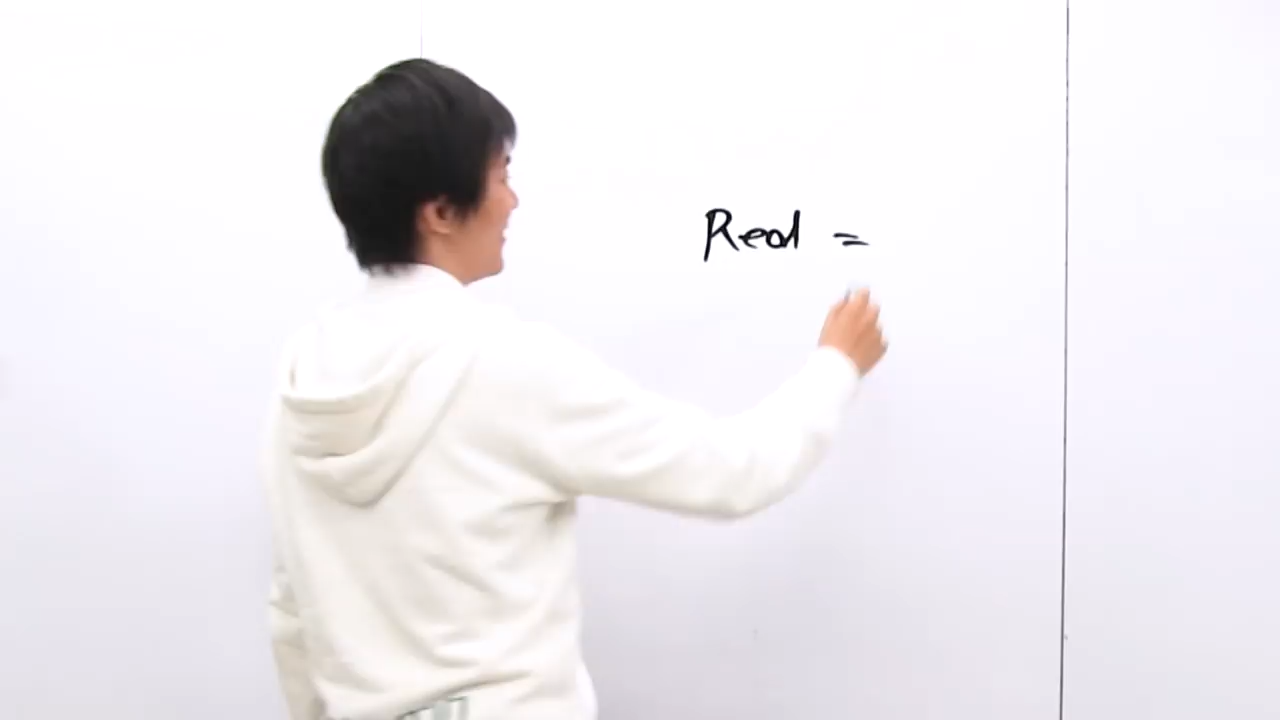 Real =